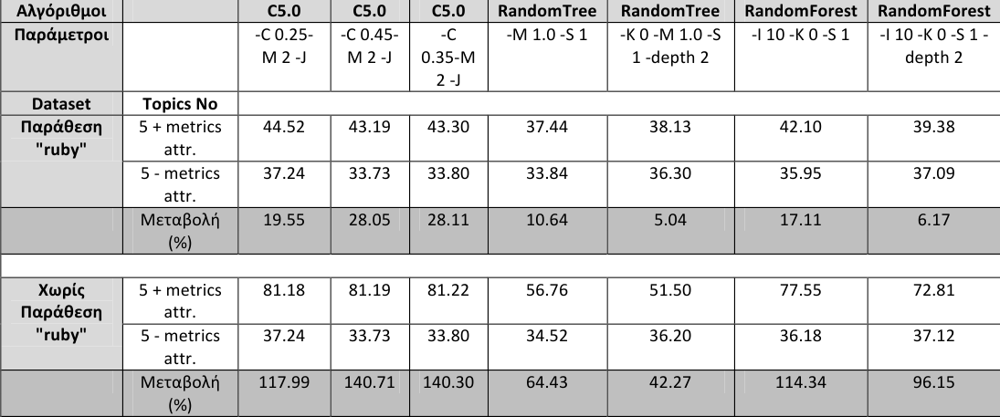 Αλγόριθμοι C5.0 C5.0 C5.0 RandomTree RandomTree RandomForest RandomForest
Παράμετροι -C 0.25-M 2 -J -C 0.45-M 2 -J -C 0.35-M 2 -J -M 1.0 -S 1 -K 0 -M 1.0 -S 1 -depth 2 -I 10 -K 0 -S 1 -I 10 -K 0 -S 1 -depth 2
Dataset Topics No
Παράθεση "ruby" 5 + metrics attr. 44.52 43.19 43.30 37.44 38.13 42.10 39.38
5 - metrics attr. 37.24 33.73 33.80 33.84 36.30 35.95 37.09
Μεταβολή (%) 19.55 28.05 28.11 10.64 5.04 17.11 6.17
Χωρίς Παράθεση "ruby" 5 + metrics attr. 81.18 81.19 81.22 56.76 51.50 77.55 72.81
5 - metrics attr. 37.24 33.73 33.80 34.52 36.20 36.18 37.12
Μεταβολή (%) 117.99 140.71 140.30 64.43 42.27 114.34 96.15